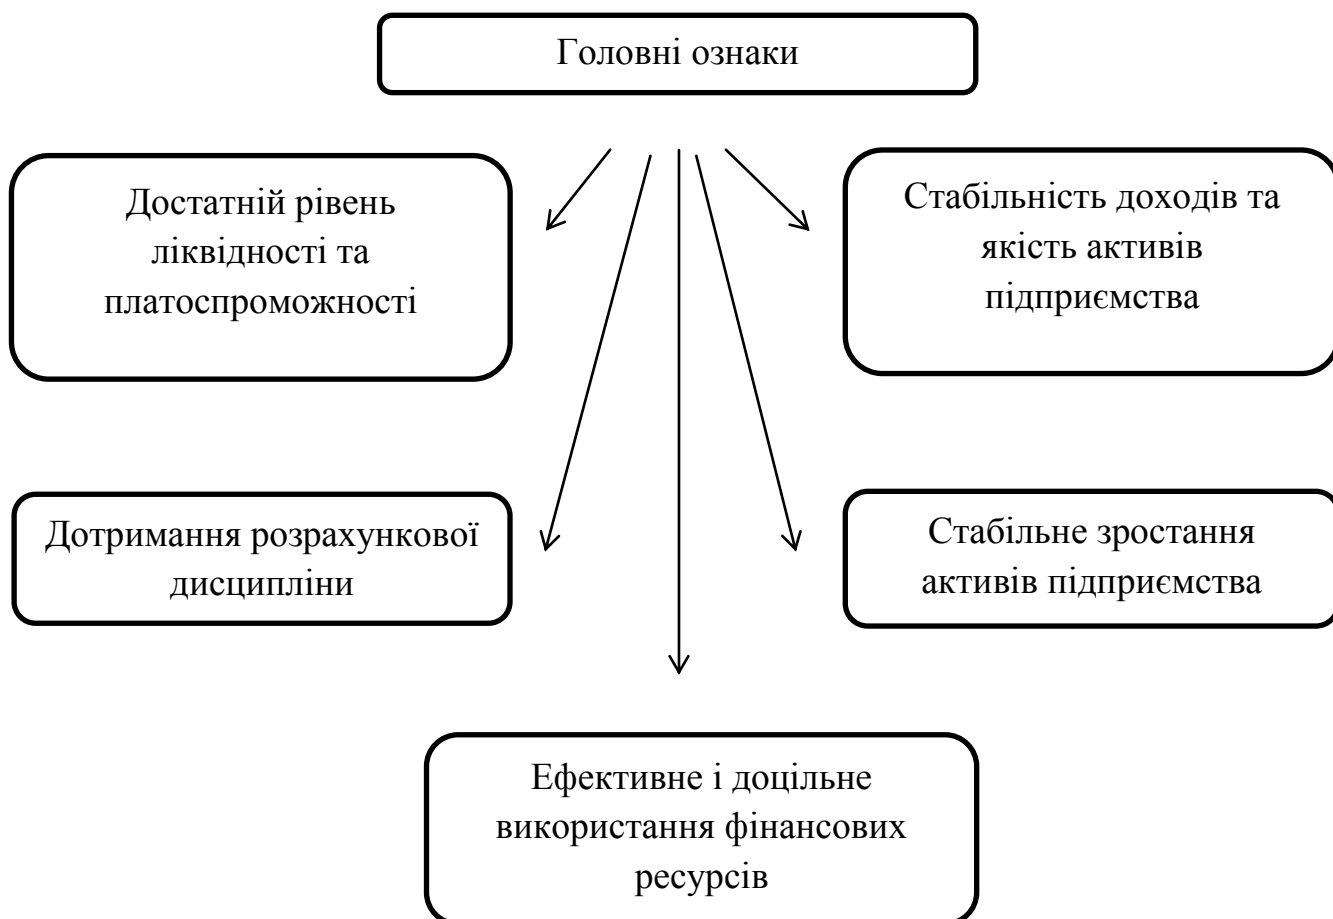 Головні ознаки
Достатній рівень
ліквідності та
платоспроможності
Стабільність доходів та
якість активів
підприємства
Дотримання розрахункової
дисципліни
Стабільне зростання
активів підприємства
Ефективне і доцільне
використання фінансових
ресурсів